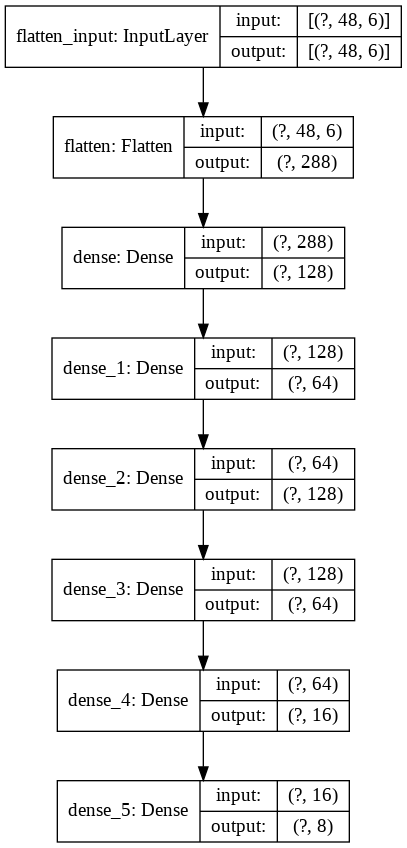 flatten_input: InputLayer input: [(?, 48, 6)]
output: [(?, 48, 6)]
flatten: Flatten input: (?, 48, 6)
output: (?, 288)
dense: Dense input: (?, 288)
output: (?, 128)
dense_1: Dense input: (?, 128)
output: (?, 64)
dense_2: Dense input: (?, 64)
output: (?, 128)
dense_3: Dense input: (?, 128)
output: (?, 64)
dense_4: Dense input: (?, 64)
output: (?, 16)
dense_5: Dense input: (?, 16)
output: (?, 8)